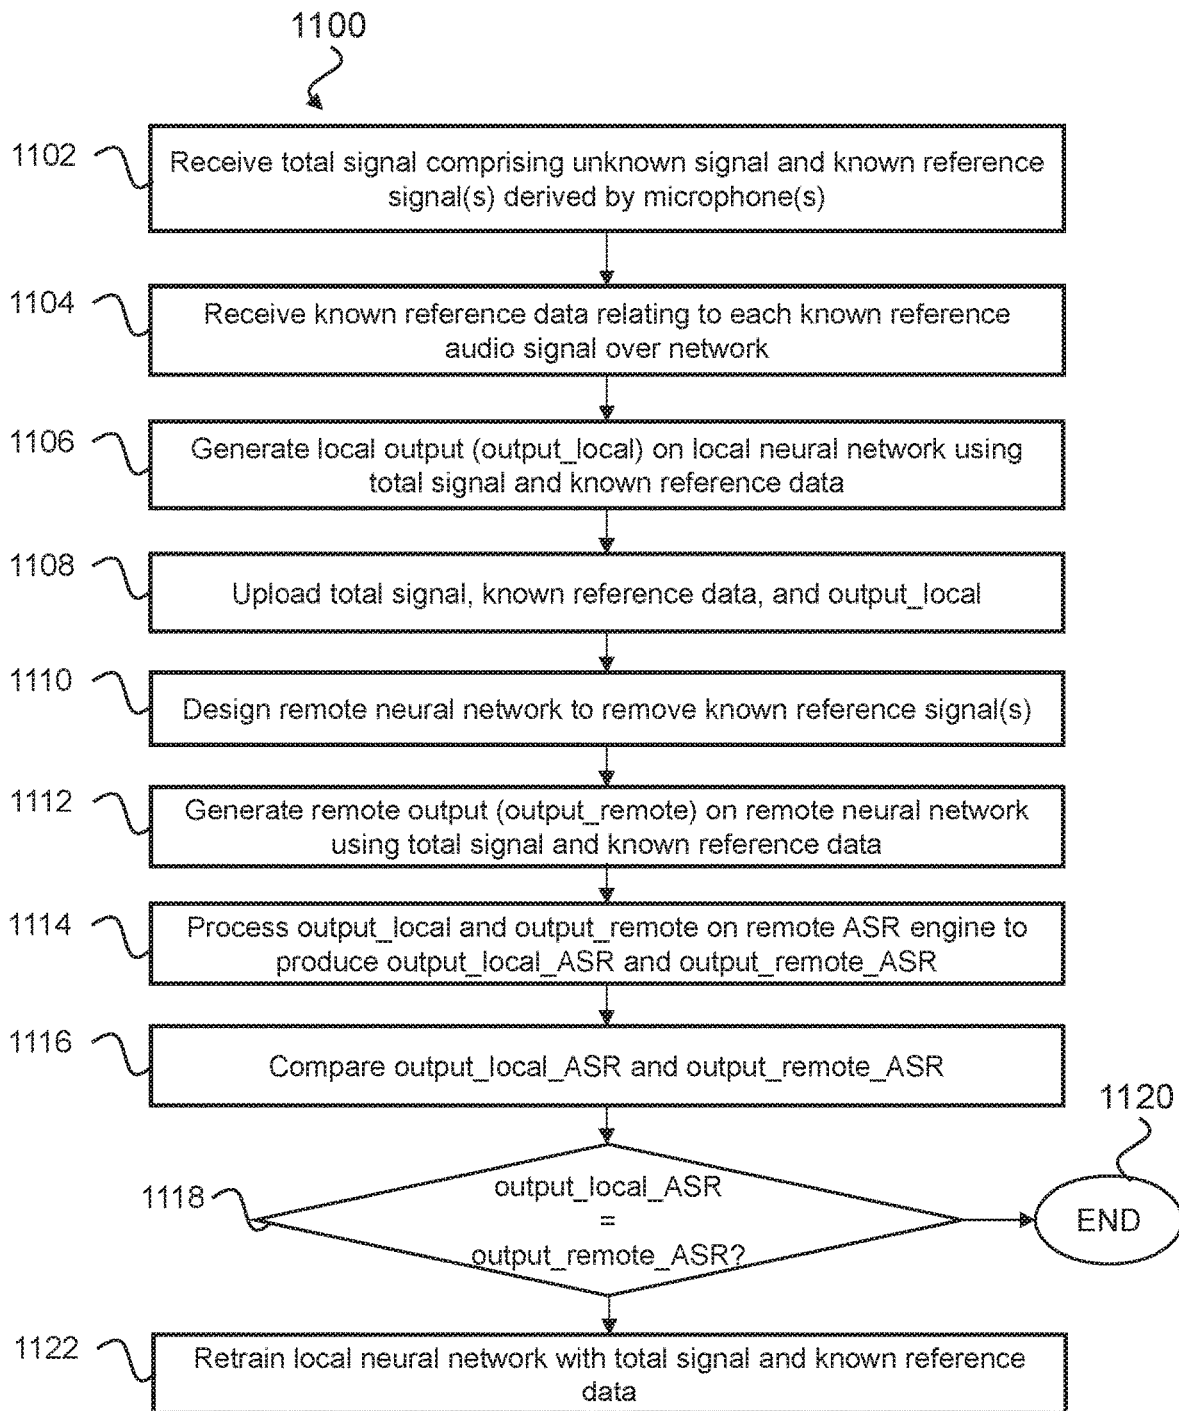 1100
1102
Receive total signal comprising unknown signal and known reference
signal(s) derived by microphone(s)
1104
Receive known reference data relating to each known reference
audio signal over network
1106
Generate local output (output_local) on local neural network using
total signal and known reference data
1108
Upload total signal, known reference data, and output_local
1110
Design remote neural network to remove known reference signal(s)
1112
Generate remote output (output_remote) on remote neural network
using total signal and known reference data
1114
Process output_local and output_remote on remote ASR engine to
produce output_local_ASR and output_remote_ASR
1116
Compare output_local_ASR and output_remote_ASR
1118
output_local_ASR
=
output_remote_ASR?
1120
END
1122
Retrain local neural network with total signal and known reference
data